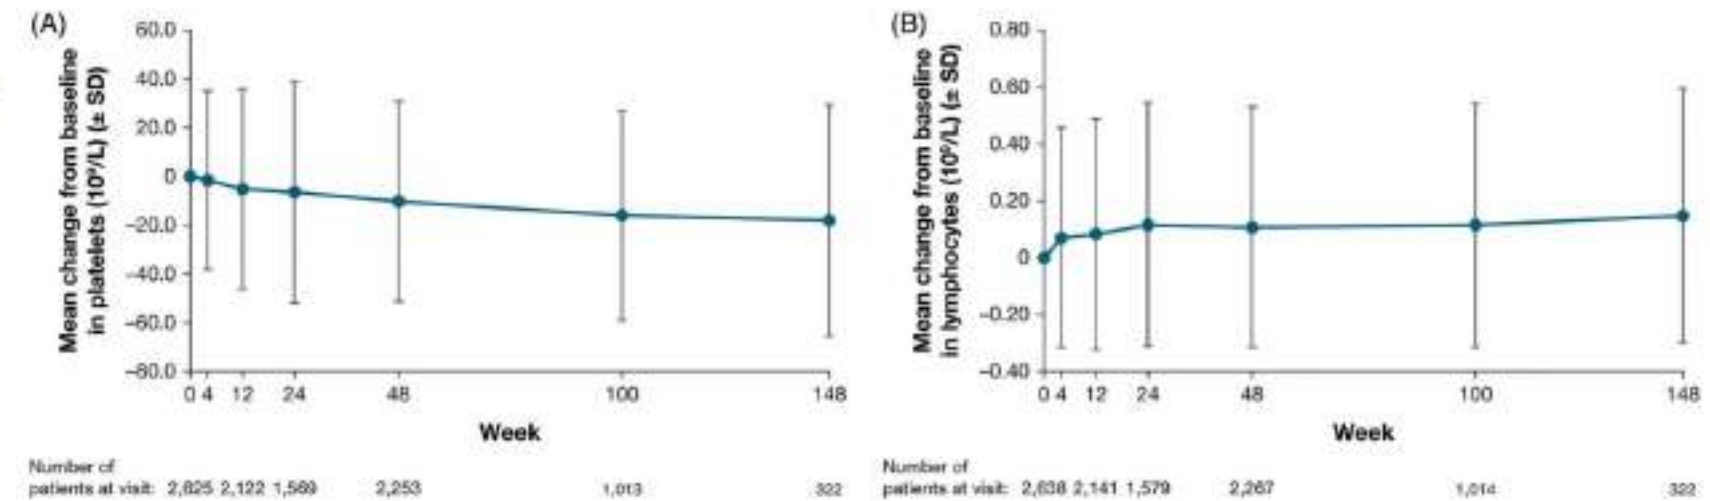 (A)
Mean change from baseline
in platelets (10⁹/L) (± SD)
60.0
40.0
20.0
0
–20.0
–40.0
–60.0
–80.0
0 4 12 24 48 100 148
Week
Number of
patients at visit: 2,625 2,122 1,569 2,253 1,013 322
(B)
Mean change from baseline
in lymphocytes (10⁹/L) (± SD)
0.80
0.60
0.40
0.20
0
–0.20
–0.40
0 4 12 24 48 100 148
Week
Number of
patients at visit: 2,638 2,141 1,579 2,267 1,014 322